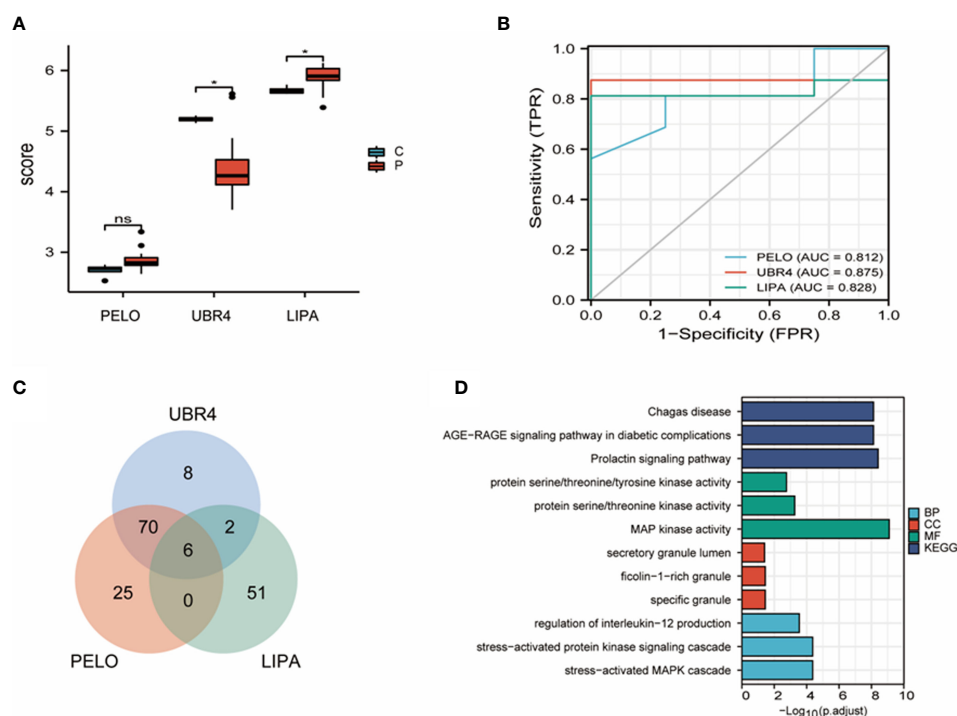 A
score
6
5
4
3
ns
*
*
C
P
PELO
UBR4
LIPA
B
Sensitivity (TPR)
1.0
0.8
0.6
0.4
0.2
0.0
PELO (AUC = 0.812)
UBR4 (AUC = 0.875)
LIPA (AUC = 0.828)
0.0
0.2
0.4
0.6
0.8
1.0
1−Specificity (FPR)
C
UBR4
8
70
2
6
25
0
51
PELO
LIPA
D
Chagas disease
AGE−RAGE signaling pathway in diabetic complications
Prolactin signaling pathway
protein serine/threonine/tyrosine kinase activity
protein serine/threonine kinase activity
MAP kinase activity
secretory granule lumen
ficolin−1−rich granule
specific granule
regulation of interleukin−12 production
stress−activated protein kinase signaling cascade
stress−activated MAPK cascade
BP
CC
MF
KEGG
0
2
4
6
8
10
−Log10(p.adjust)